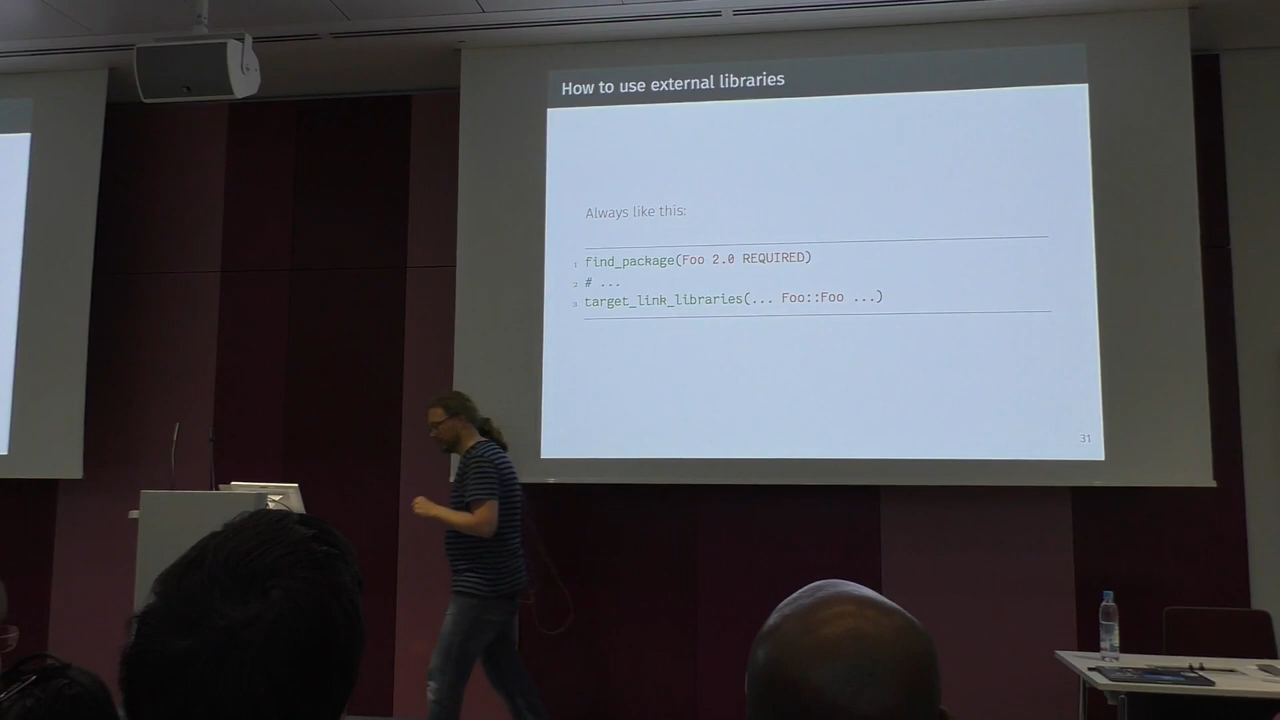 How to use external libraries
Always like this:
1 find_package(Foo 2.0 REQUIRED)
2 # ...
3 target_link_libraries(... Foo::Foo ...)
31